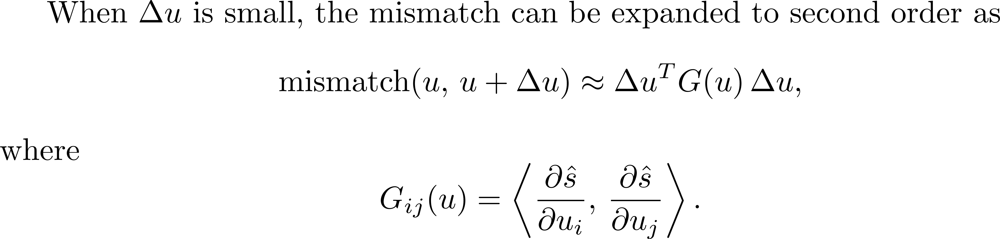 When Δu is small, the mismatch can be expanded to second order as
mismatch(u, u + Δu) ≈ Δu^T G(u) Δu,
where
G_{ij}(u) = ⟨ ∂ŝ/∂u_i, ∂ŝ/∂u_j ⟩.